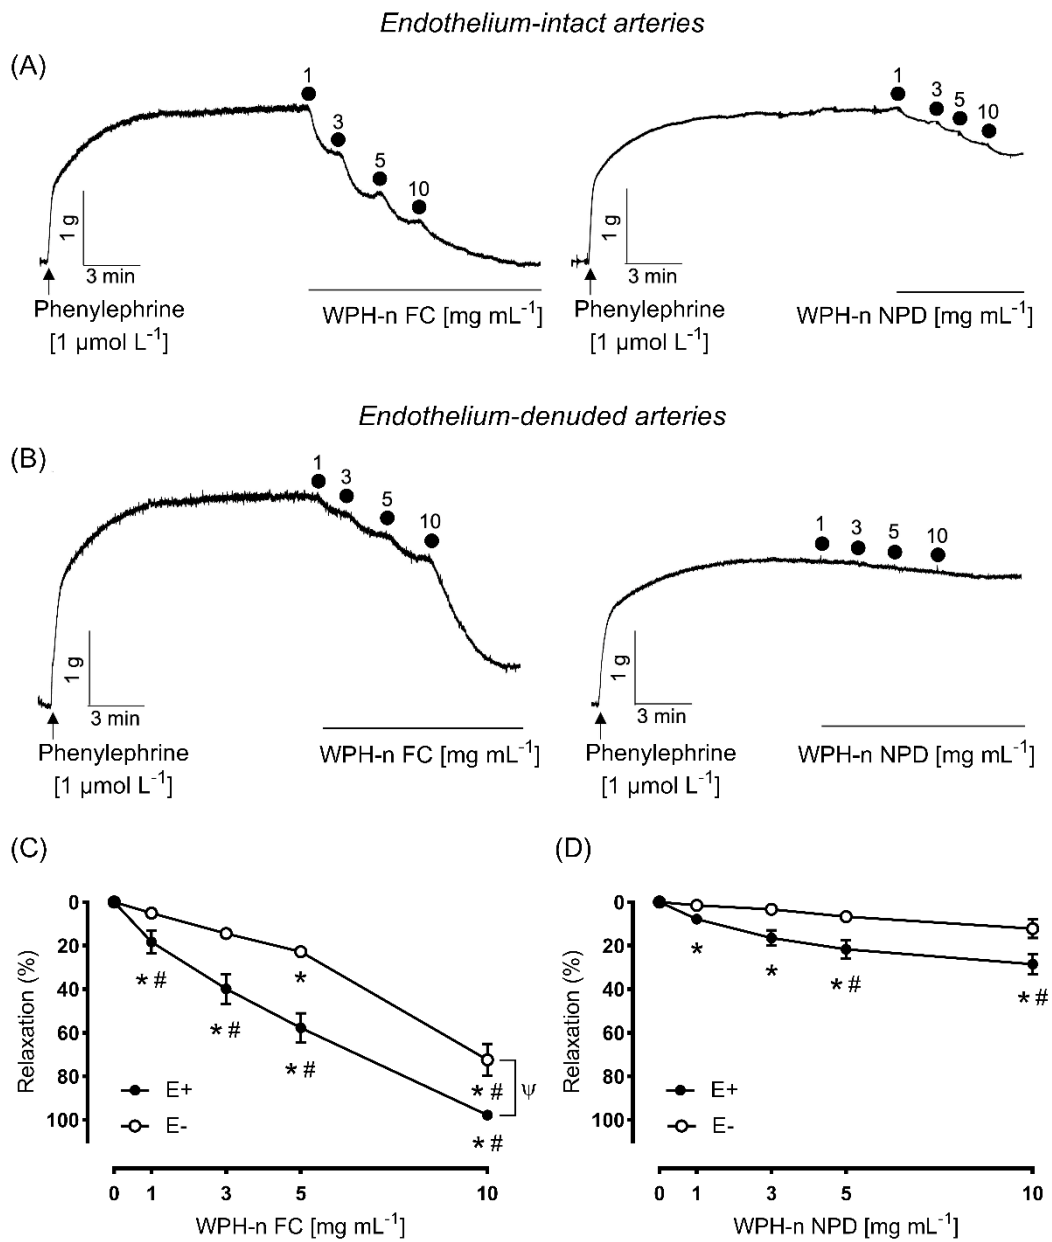 Endothelium-intact arteries
(A)
1
3
5
10
1 g
3 min
Phenylephrine
[1 µmol L⁻¹]
WPH-n FC [mg mL⁻¹]
1
3
5
10
1 g
3 min
Phenylephrine
[1 µmol L⁻¹]
WPH-n NPD [mg mL⁻¹]
Endothelium-denuded arteries
(B)
1
3
5
10
1 g
3 min
Phenylephrine
[1 µmol L⁻¹]
WPH-n FC [mg mL⁻¹]
1
3
5
10
1 g
3 min
Phenylephrine
[1 µmol L⁻¹]
WPH-n NPD [mg mL⁻¹]
(C)
Relaxation (%)
0
20
40
60
80
100
* #
* #
*
* #
* #
ψ
* #
E+
E-
0 1 3 5 10
WPH-n FC [mg mL⁻¹]
(D)
Relaxation (%)
0
20
40
60
80
100
*
*
* #
* #
E+
E-
0 1 3 5 10
WPH-n NPD [mg mL⁻¹]